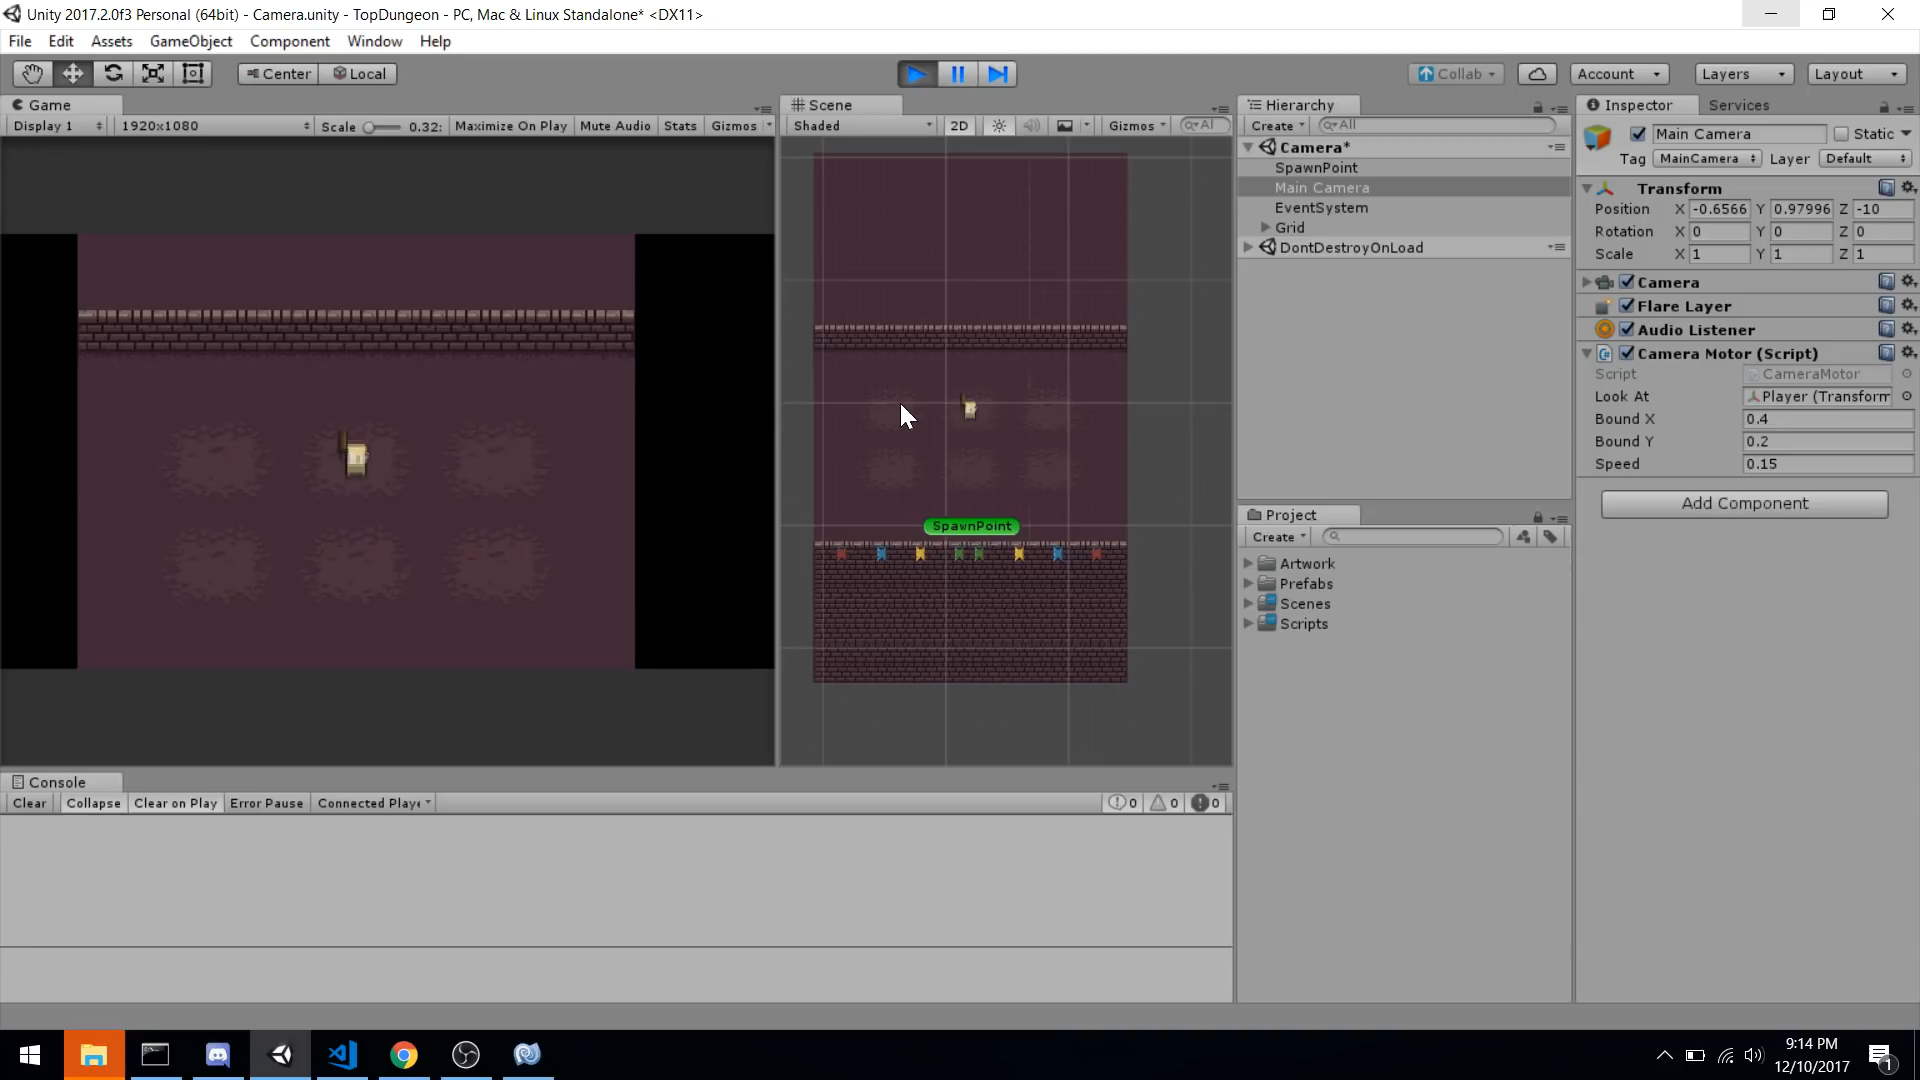 Unity 2017.2.0f3 Personal (64bit) - Camera.unity - TopDungeon - PC, Mac & Linux Standalone* <DX11>
File Edit Assets GameObject Component Window Help
Center Local Collab Account Layers Layout
Game
Display 1 1920x1080 Scale 0.32: Maximize On Play Mute Audio Stats Gizmos
Scene
Shaded 2D Gizmos Al
SpawnPoint
Hierarchy
Create All
Camera*
SpawnPoint
Main Camera
EventSystem
Grid
DontDestroyOnLoad
Project
Create
Artwork
Prefabs
Scenes
Scripts
Inspector Services
Main Camera Static
Tag MainCamera Layer Default
Transform
Position X -0.6566 Y 0.97996 Z -10
Rotation X 0 Y 0 Z 0
Scale X 1 Y 1 Z 1
Camera
Flare Layer
Audio Listener
Camera Motor (Script)
Script CameraMotor
Look At Player (Transform
Bound X 0.4
Bound Y 0.2
Speed 0.15
Add Component
Console
Clear Collapse Clear on Play Error Pause Connected Playe 0 0 0
9:14 PM
12/10/2017
1